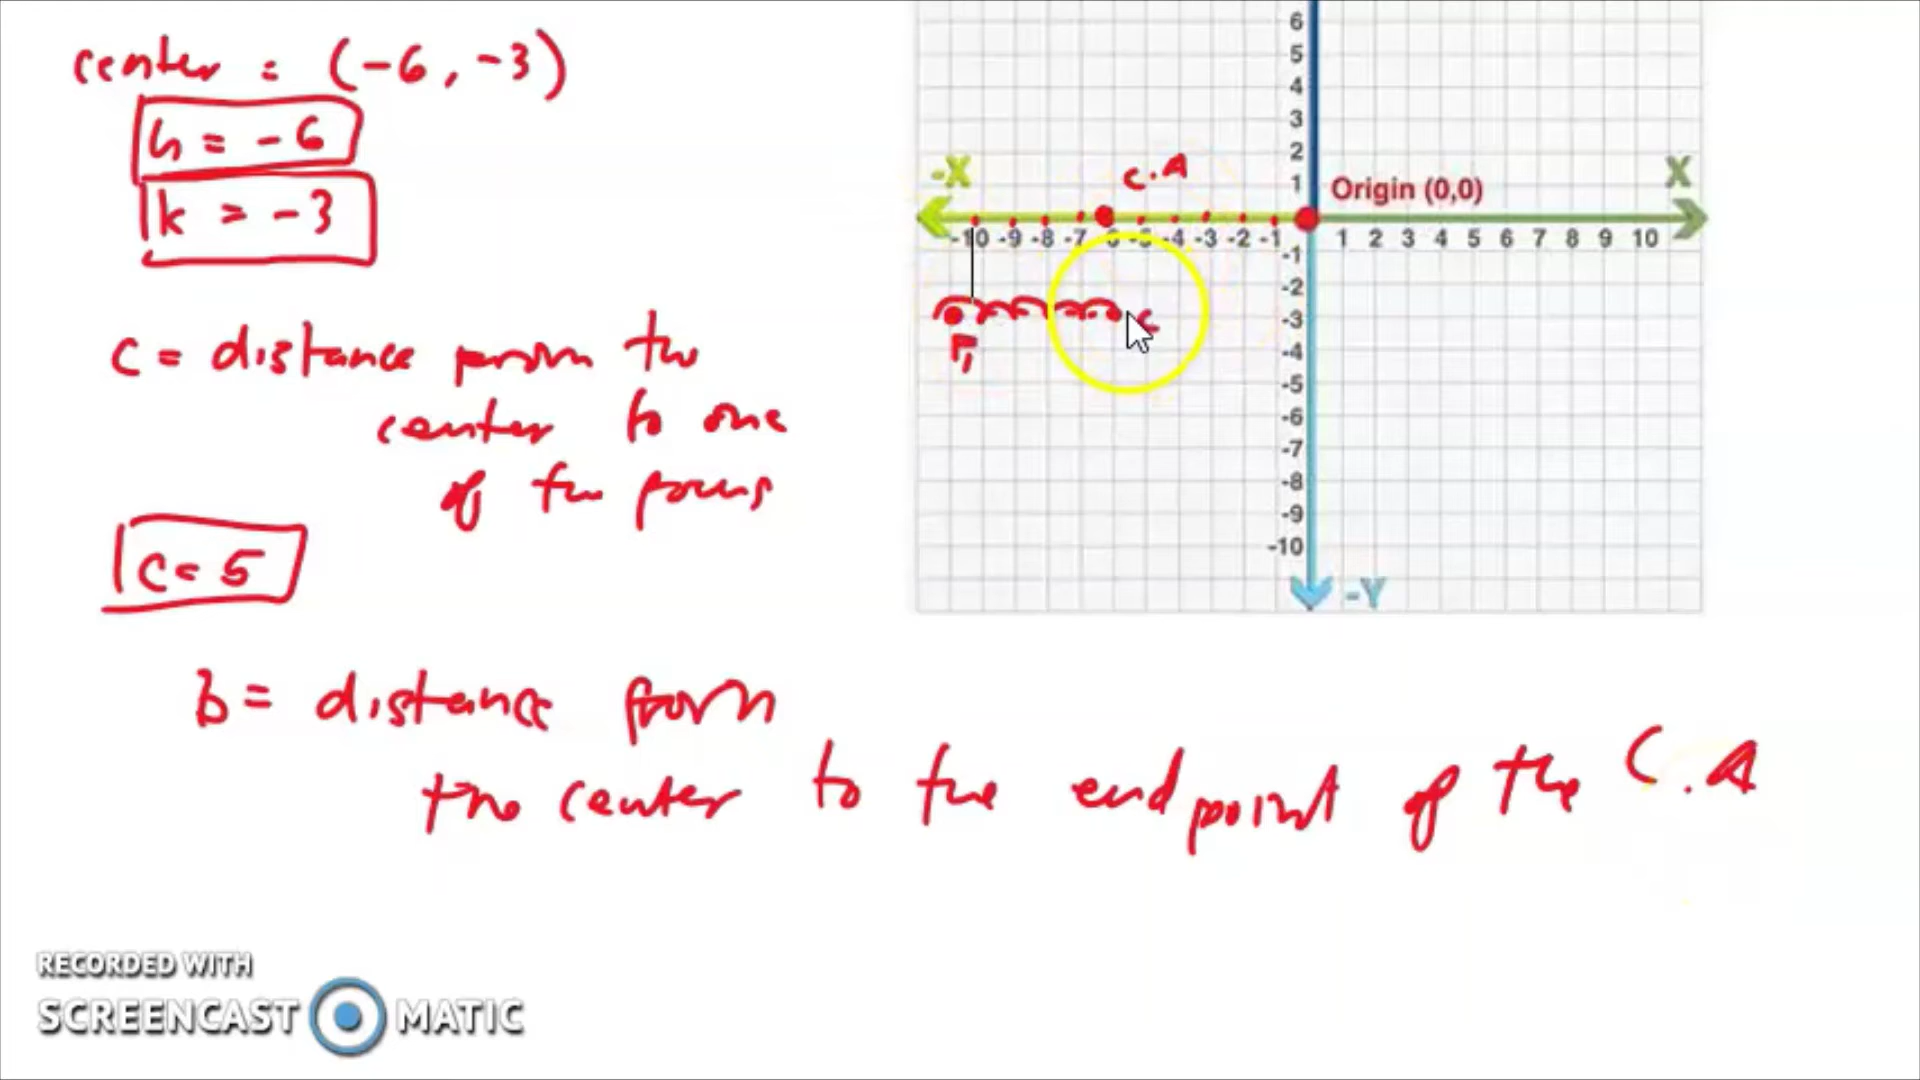 center = (-6, -3)
h = -6
k = -3
c = distance from the
center to one
of the focus
c = 5
b = distance from
the center to the endpoint of the C.A
6
5
4
3
2
1
C.A
-X
X
Origin (0,0)
-10 -9 -8 -7 -6 -5 -4 -3 -2 -1 1 2 3 4 5 6 7 8 9 10
-1
-2
-3
-4
-5
-6
-7
-8
-9
-10
F1
C
-Y
RECORDED WITH
SCREENCAST MATIC